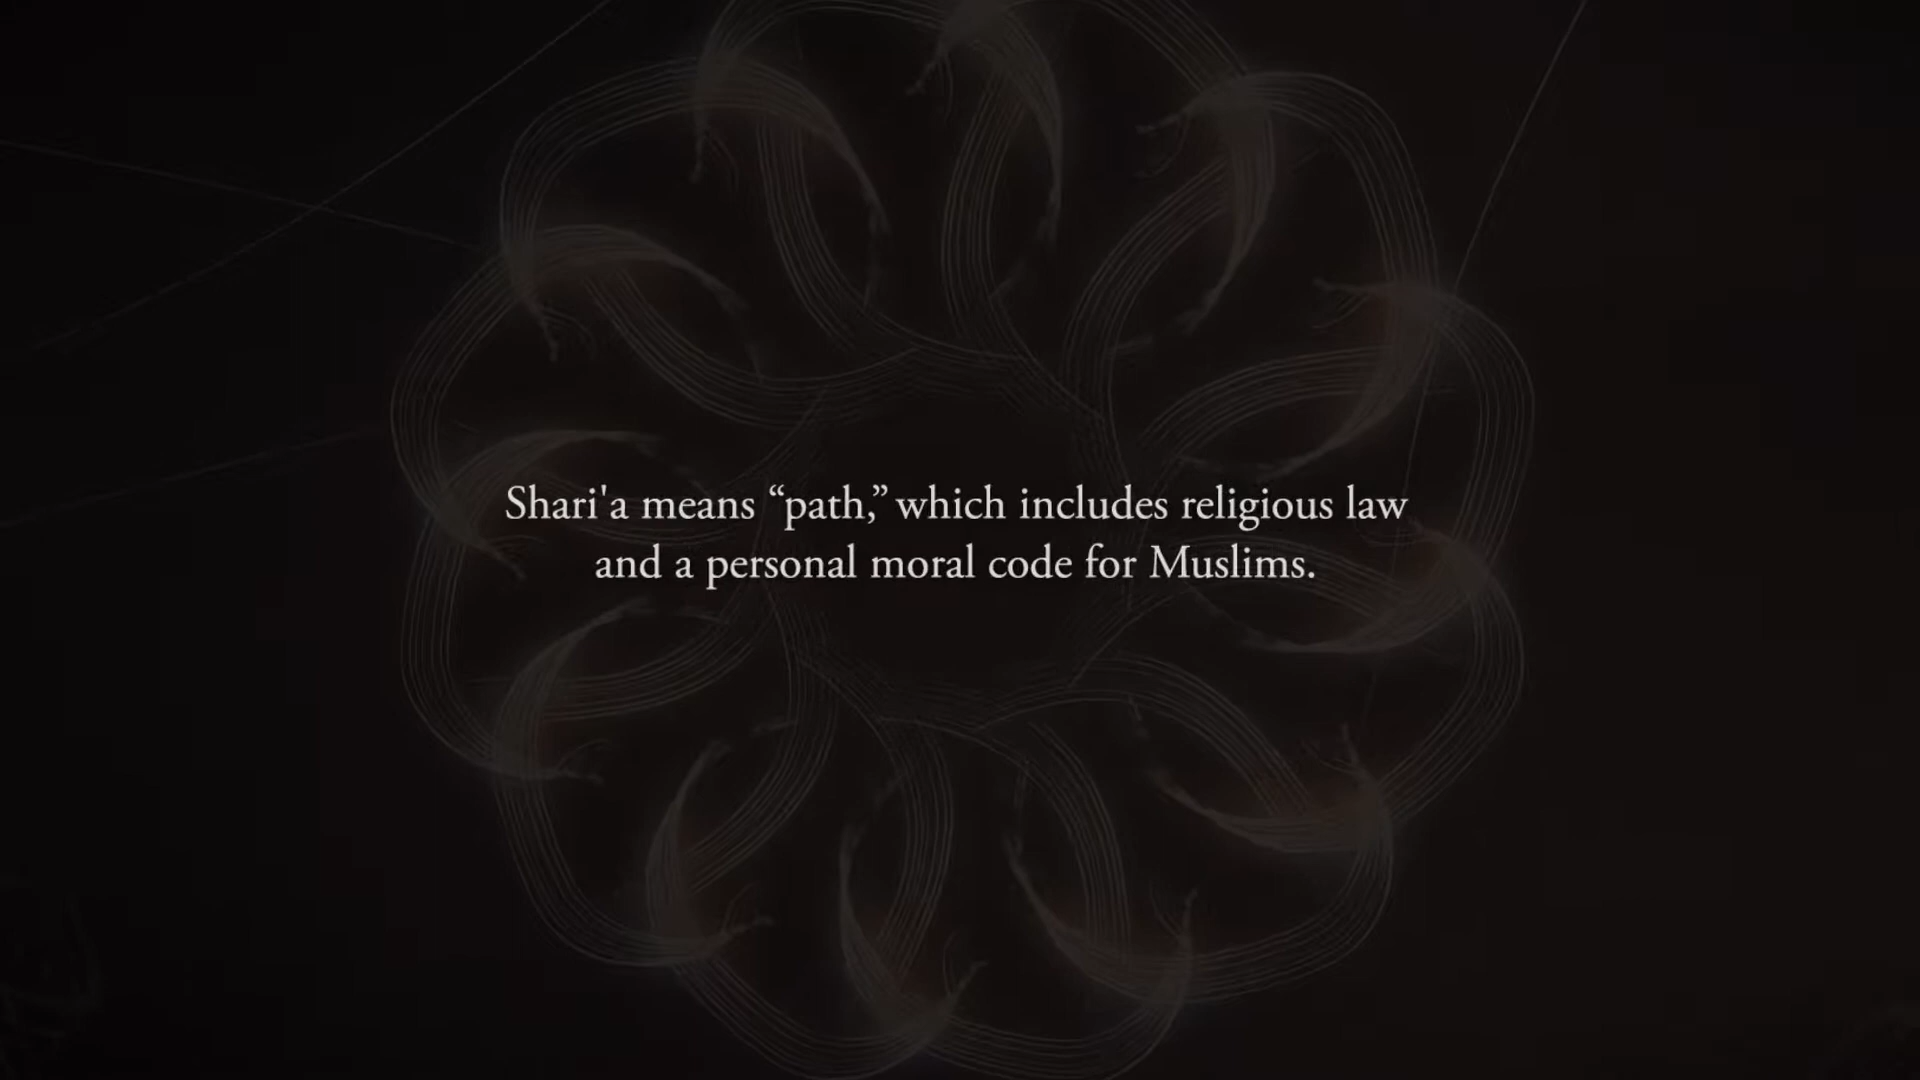 Shari'a means “path,” which includes religious law
and a personal moral code for Muslims.